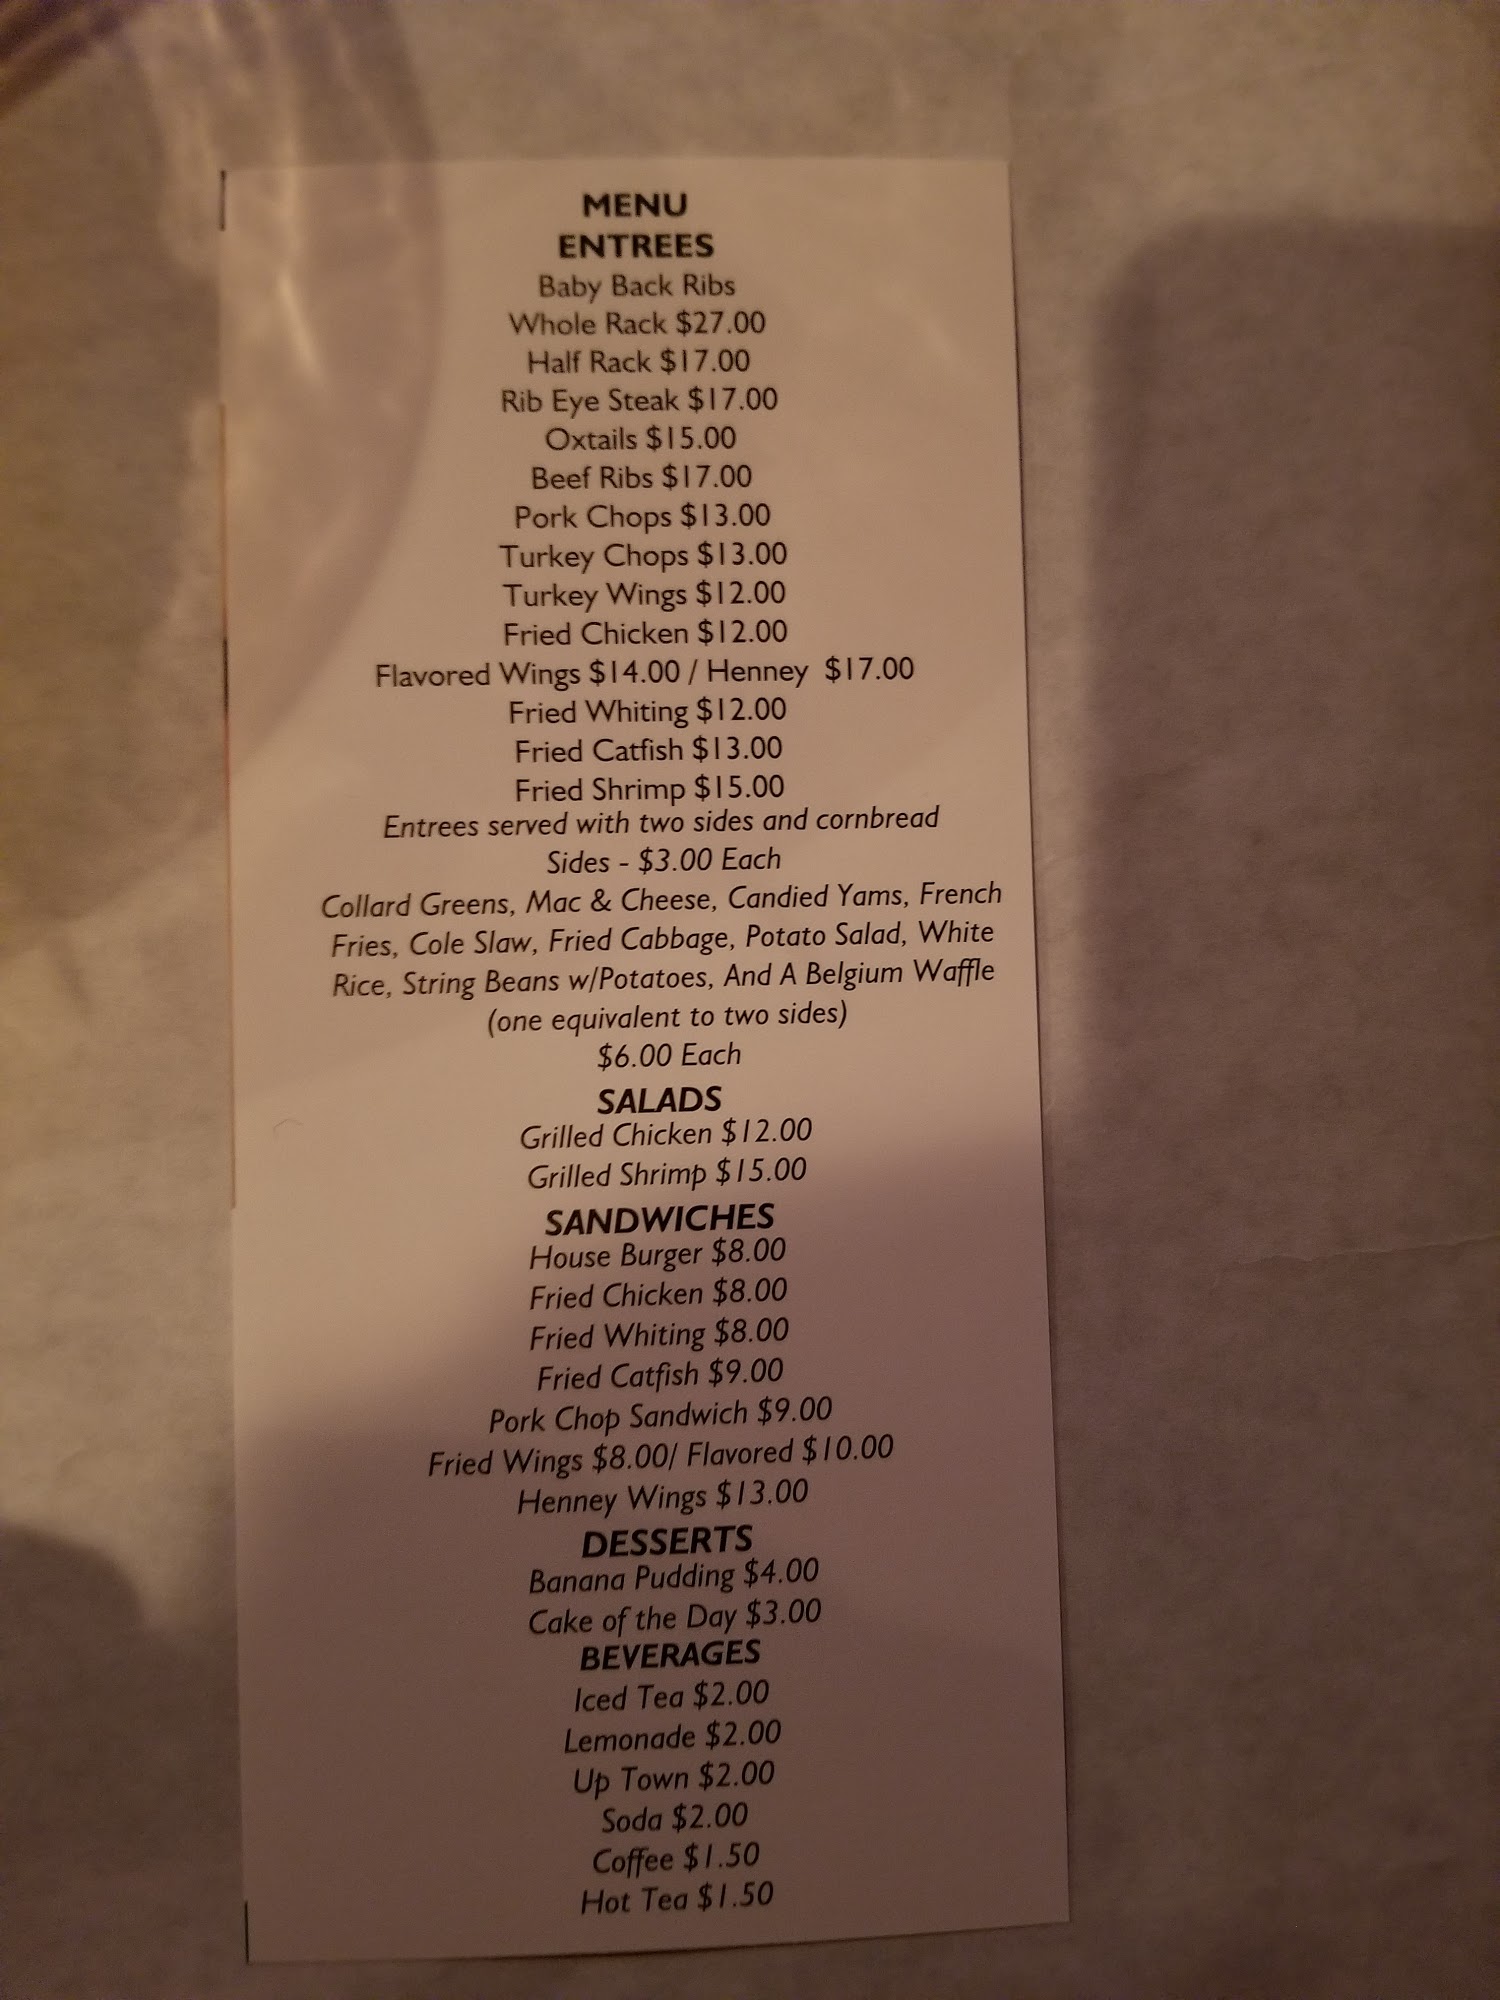 MENU
ENTREES
Baby Back Ribs
Whole Rack $27.00
Half Rack $17.00
Rib Eye Steak $17.00
Oxtails $15.00
Beef Ribs $17.00
Pork Chops $13.00
Turkey Chops $13.00
Turkey Wings $12.00
Fried Chicken $12.00
Flavored Wings $14.00 / Henney $17.00
Fried Whiting $12.00
Fried Catfish $13.00
Fried Shrimp $15.00
Entrees served with two sides and cornbread
Sides - $3.00 Each
Collard Greens, Mac & Cheese, Candied Yams, French
Fries, Cole Slaw, Fried Cabbage, Potato Salad, White
Rice, String Beans w/Potatoes, And A Belgium Waffle
(one equivalent to two sides)
$6.00 Each
SALADS
Grilled Chicken $12.00
Grilled Shrimp $15.00
SANDWICHES
House Burger $8.00
Fried Chicken $8.00
Fried Whiting $8.00
Fried Catfish $9.00
Pork Chop Sandwich $9.00
Fried Wings $8.00/ Flavored $10.00
Henney Wings $13.00
DESSERTS
Banana Pudding $4.00
Cake of the Day $3.00
BEVERAGES
Iced Tea $2.00
Lemonade $2.00
Up Town $2.00
Soda $2.00
Coffee $1.50
Hot Tea $1.50